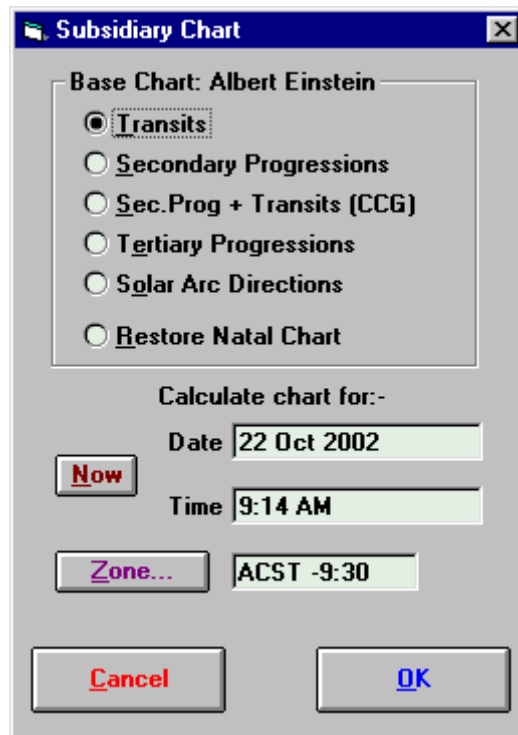 Subsidiary Chart
Base Chart: Albert Einstein
Transits
Secondary Progressions
Sec.Prog + Transits (CCG)
Tertiary Progressions
Solar Arc Directions
Restore Natal Chart
Calculate chart for:-
Date 22 Oct 2002
Now
Time 9:14 AM
Zone... ACST -9:30
Cancel OK